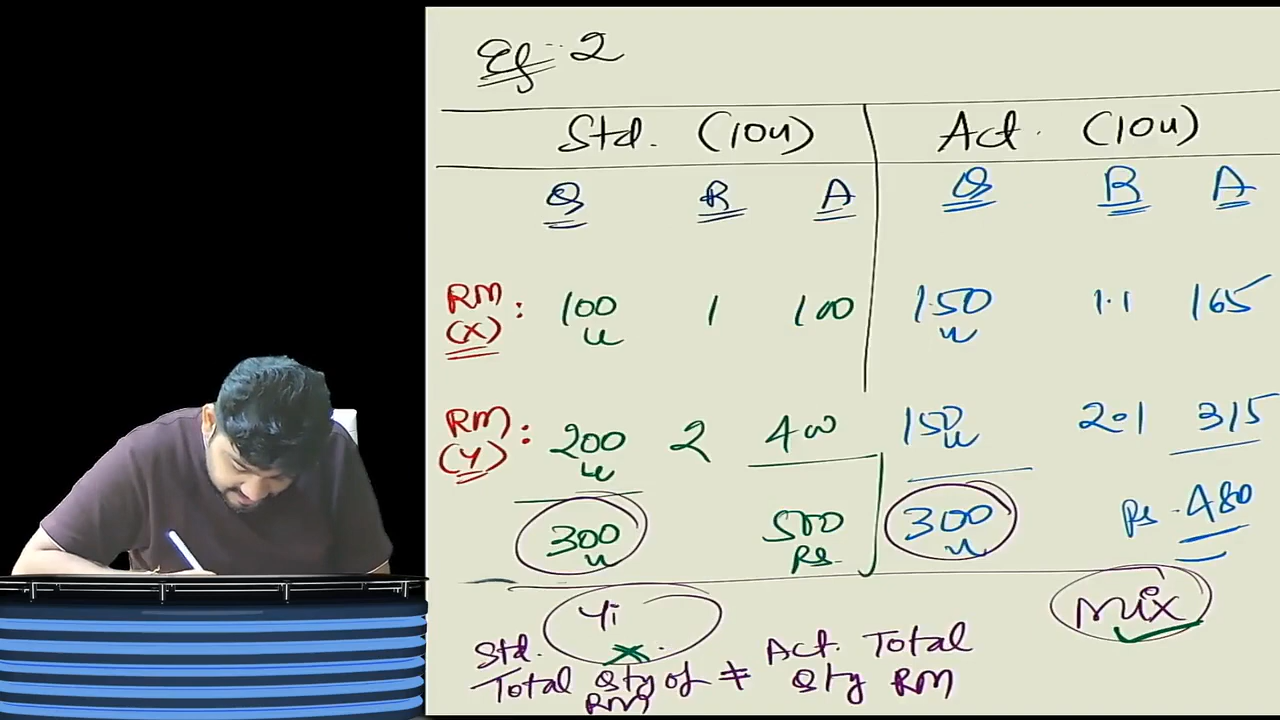 Eg: 2
Std. (10u) Act. (10u)
Q R A Q R A
RM (X): 100 u 1 100 150 u 1.1 165
RM (Y): 200 u 2 400 150 u 2.1 315
300 u 500 Rs. 300 u Rs. 480
Yi x. Mix ✓
Std. Total Qty of RM ≠ Act. Total Qty RM